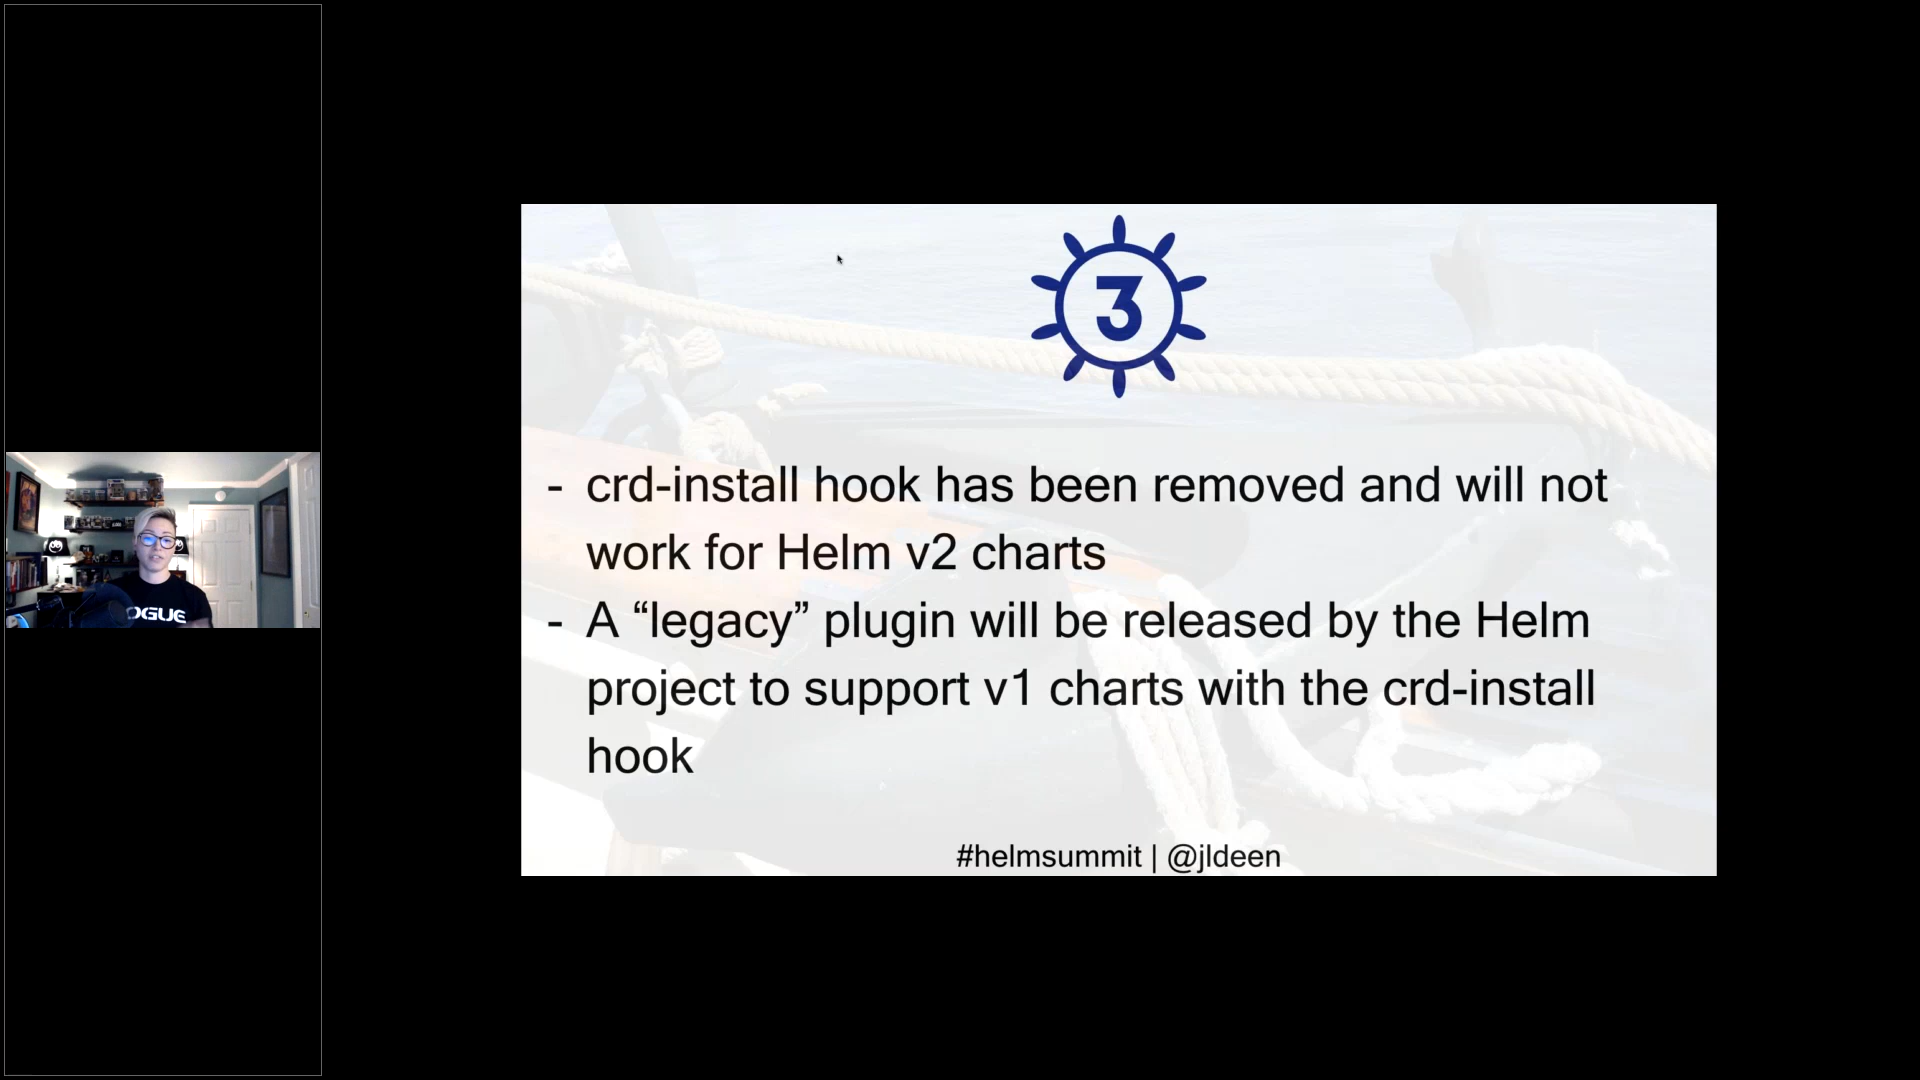 3
- crd-install hook has been removed and will not
work for Helm v2 charts
- A “legacy” plugin will be released by the Helm
project to support v1 charts with the crd-install
hook
#helmsummit | @jldeen
OGUE